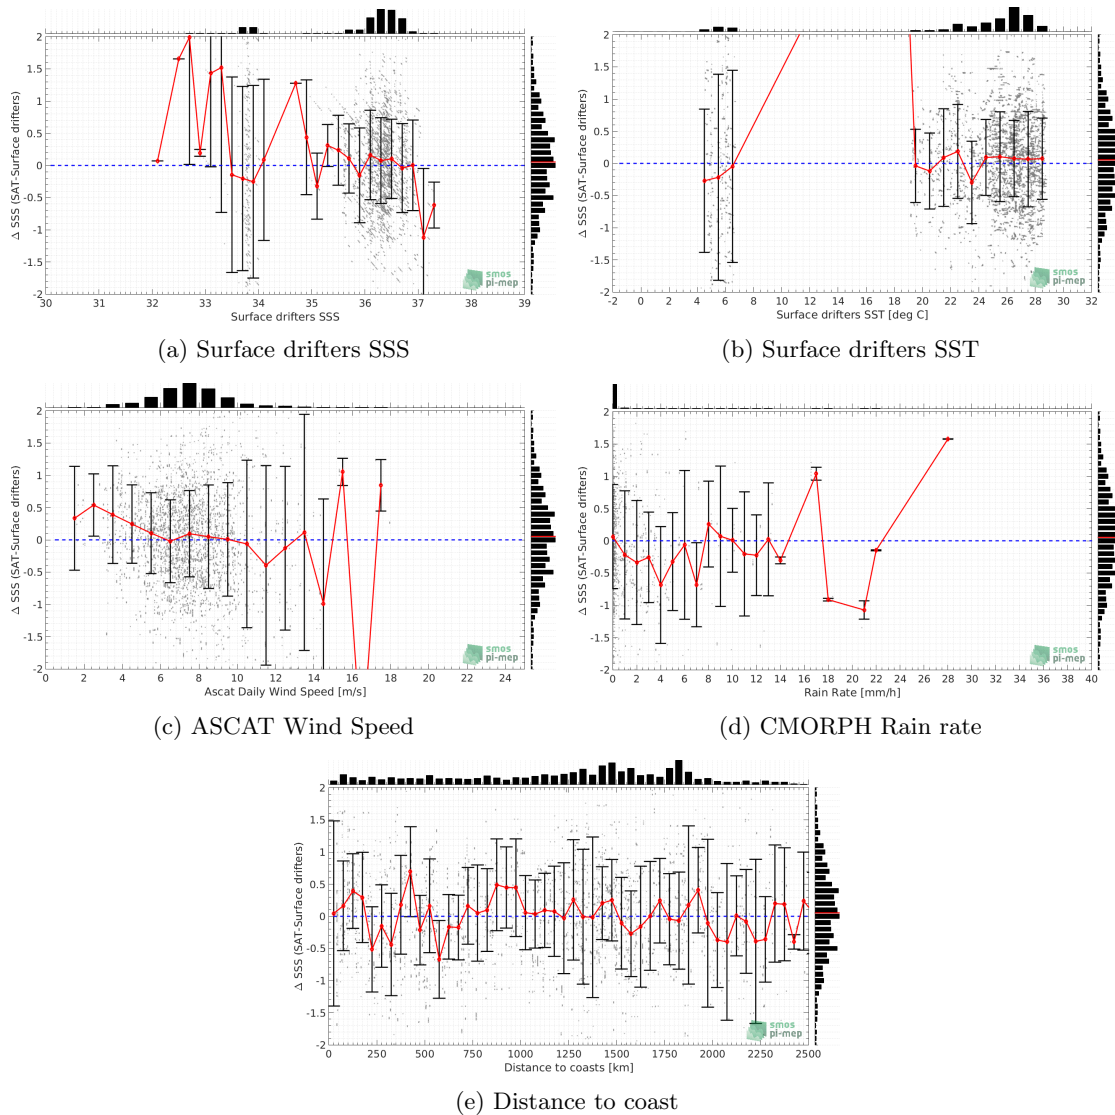 2
1.5
1
0.5
0
-0.5
-1
-1.5
-2
Δ SSS (SAT-Surface drifters)
30 31 32 33 34 35 36 37 38 39
Surface drifters SSS
smos
pi-mep
(a) Surface drifters SSS
2
1.5
1
0.5
0
-0.5
-1
-1.5
-2
Δ SSS (SAT-Surface drifters)
-2 0 2 4 6 8 10 12 14 16 18 20 22 24 26 28 30 32
Surface drifters SST [deg C]
smos
pi-mep
(b) Surface drifters SST
2
1.5
1
0.5
0
-0.5
-1
-1.5
-2
Δ SSS (SAT-Surface drifters)
0 2 4 6 8 10 12 14 16 18 20 22 24
Ascat Daily Wind Speed [m/s]
smos
pi-mep
(c) ASCAT Wind Speed
2
1.5
1
0.5
0
-0.5
-1
-1.5
-2
Δ SSS (SAT-Surface drifters)
0 2 4 6 8 10 12 14 16 18 20 22 24 26 28 30 32 34 36 38 40
Rain Rate [mm/h]
smos
pi-mep
(d) CMORPH Rain rate
2
1.5
1
0.5
0
-0.5
-1
-1.5
-2
Δ SSS (SAT-Surface drifters)
0 250 500 750 1000 1250 1500 1750 2000 2250 2500
Distance to coasts [km]
smos
pi-mep
(e) Distance to coast